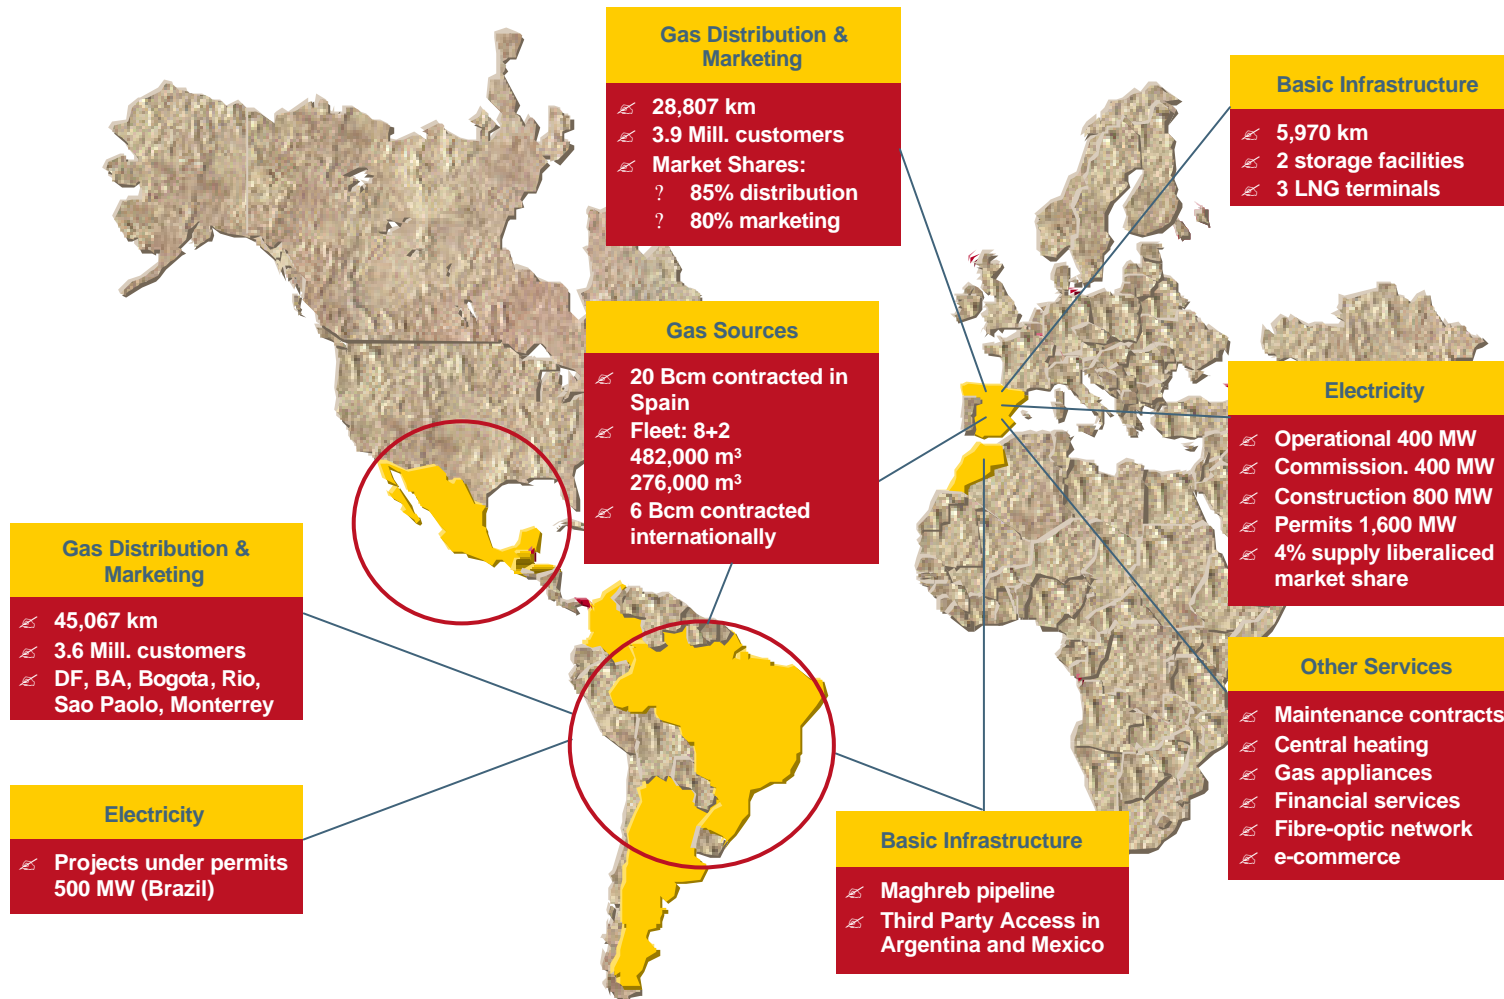 Gas Distribution &
Marketing
28,807 km
3.9 Mill. customers
Market Shares:
? 85% distribution
? 80% marketing
Basic Infrastructure
5,970 km
2 storage facilities
3 LNG terminals
Gas Sources
20 Bcm contracted in
Spain
Fleet: 8+2
482,000 m³
276,000 m³
6 Bcm contracted
internationally
Electricity
Operational 400 MW
Commission. 400 MW
Construction 800 MW
Permits 1,600 MW
4% supply liberaliced
market share
Gas Distribution &
Marketing
45,067 km
3.6 Mill. customers
DF, BA, Bogota, Rio,
Sao Paolo, Monterrey
Other Services
Maintenance contracts
Central heating
Gas appliances
Financial services
Fibre-optic network
e-commerce
Electricity
Projects under permits
500 MW (Brazil)
Basic Infrastructure
Maghreb pipeline
Third Party Access in
Argentina and Mexico